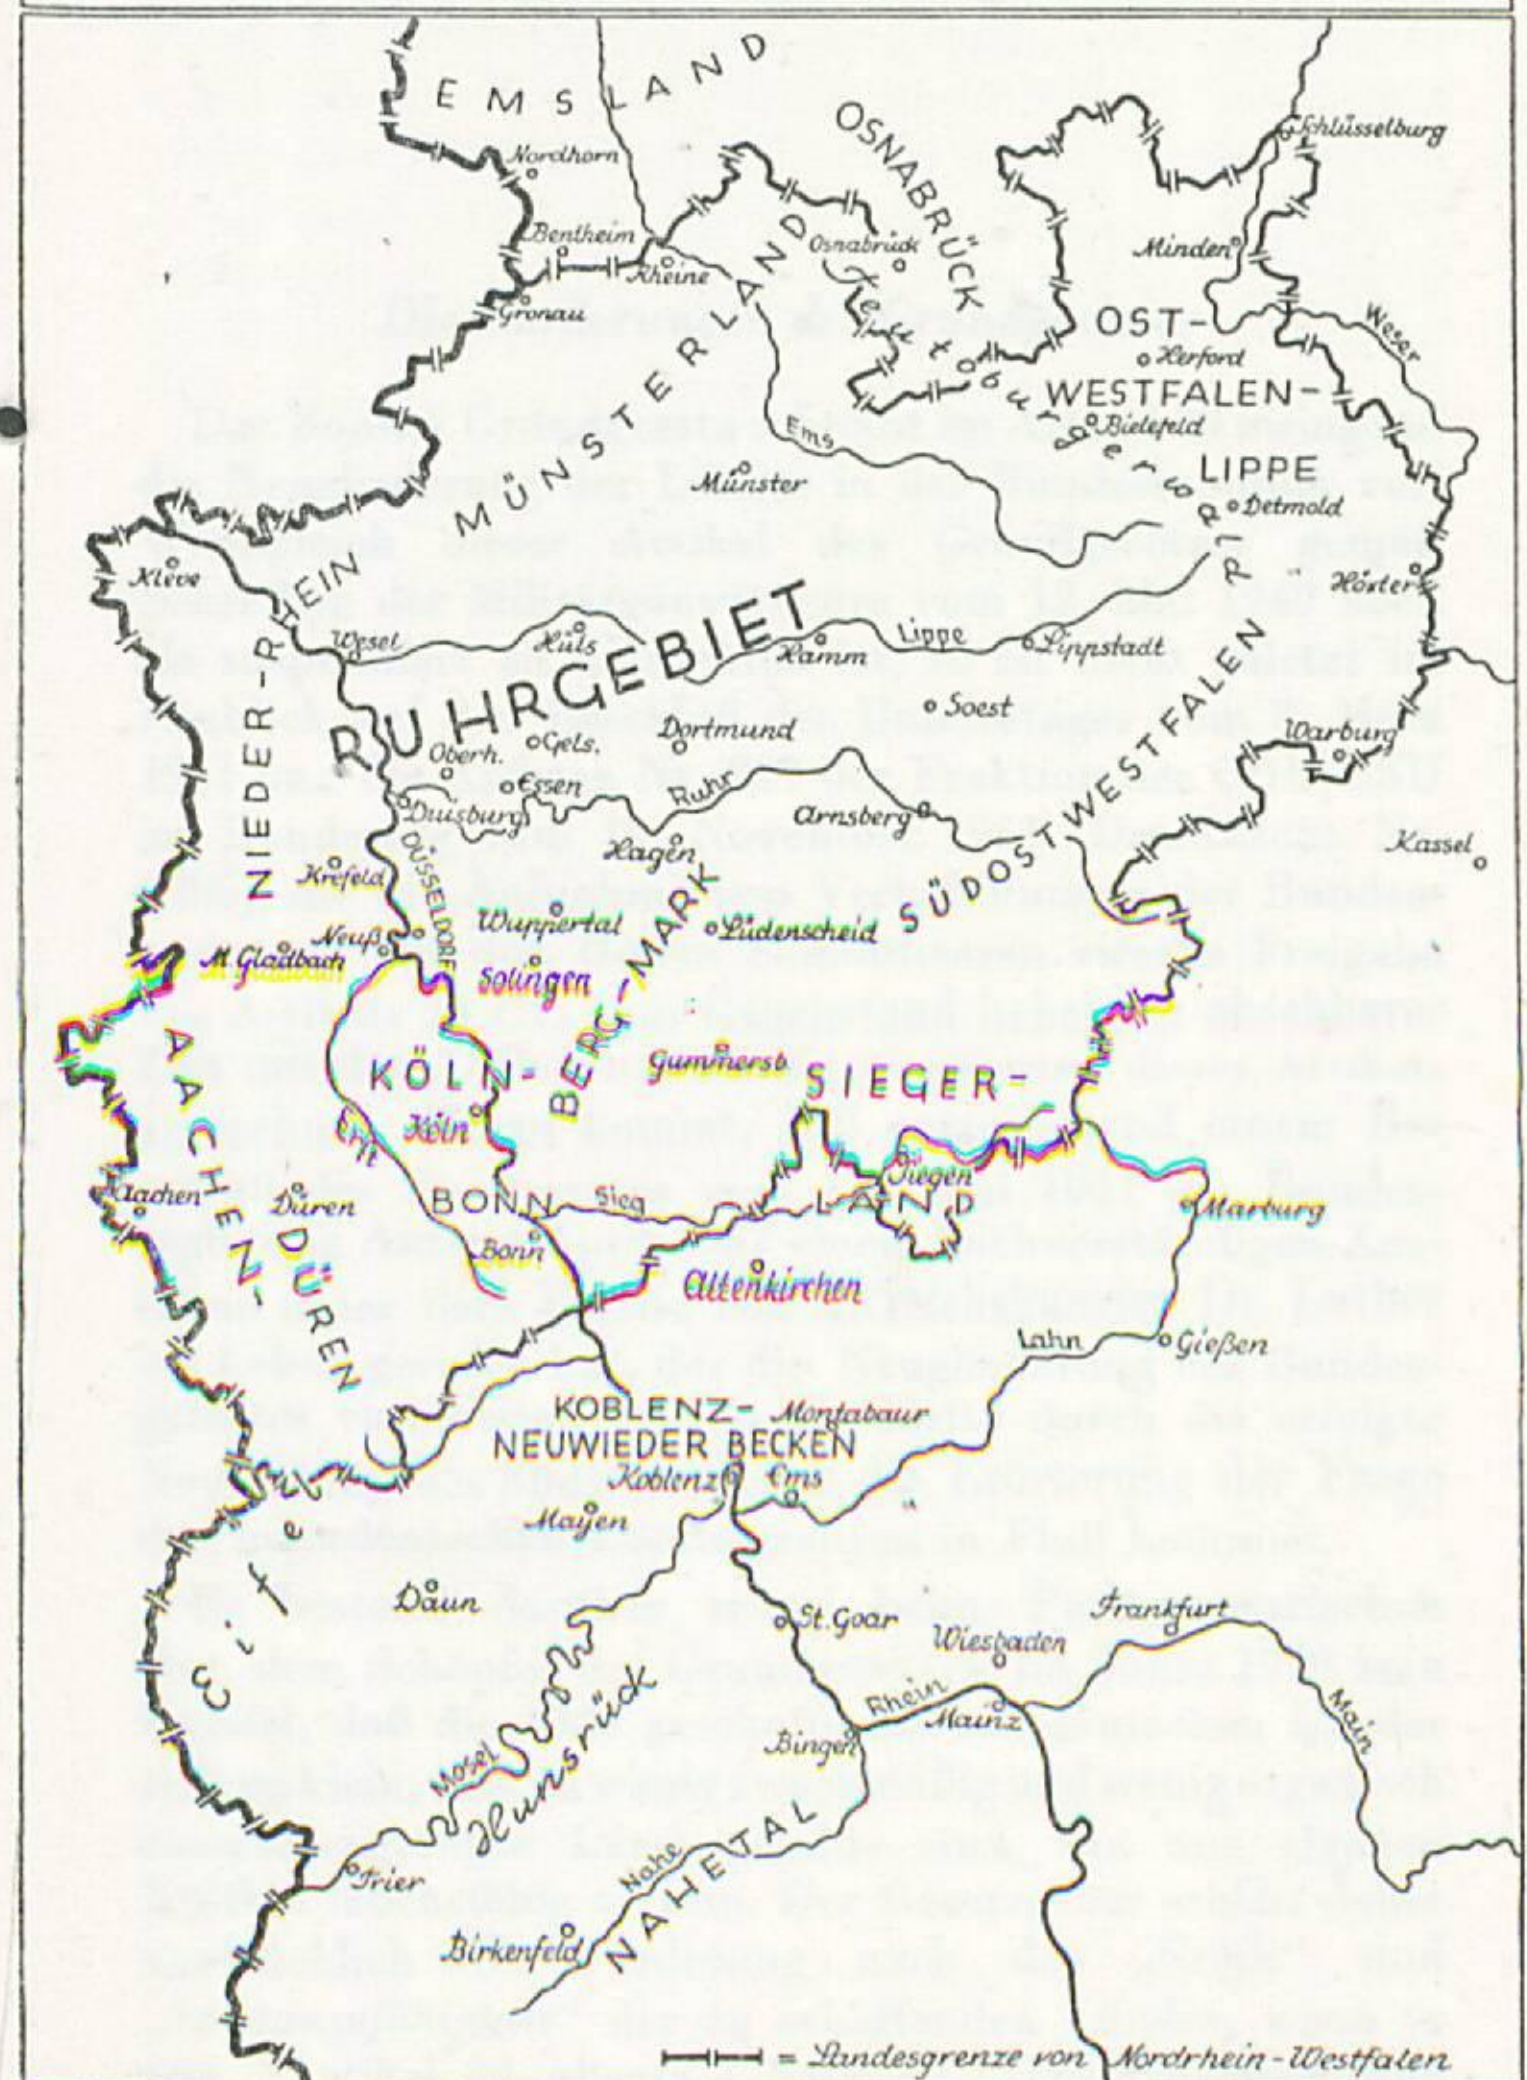 EMSLAND
OSNABRÜCK
Schlüsselburg
Nordhorn
Bentheim
Osnabrück
Minden
Rheine
Gronau
Teutoburger
OST-
Weser
Herford
WESTFALEN-
MÜNSTERLAND
Ems
Bielefeld
LIPPE
Münster
Detmold
Kleve
Höxter
NIEDER-RHEIN
Wesel
Hüls
RUHRGEBIET
Hamm
Lippe
Lippstadt
Soest
Dortmund
Gels.
Oberh.
Warburg
Essen
Ruhr
Duisburg
Arnsberg
SÜDOSTWESTFALEN
Kassel
Hagen
Krefeld
DÜSSELDORF
Wuppertal
Lüdenscheid
Neuß
M. Gladbach
Solingen
BERG-MARK
AACHEN-
DÜREN
KÖLN-
Gummersb.
SIEGER-
Erft
Köln
Siegen
Aachen
Düren
BONN
Sieg
LAND
Marburg
Bonn
Altenkirchen
Lahn
Gießen
KOBLENZ-
Montabaur
NEUWIEDER BECKEN
Koblenz
Ems
Mayen
Eifel
Daun
St. Goar
Frankfurt
Wiesbaden
Rhein
Mainz
Main
Bingen
Mosel
Hunsrück
Trier
Nahe
NAHETAL
Birkenfeld
= Landesgrenze von Nordrhein-Westfalen